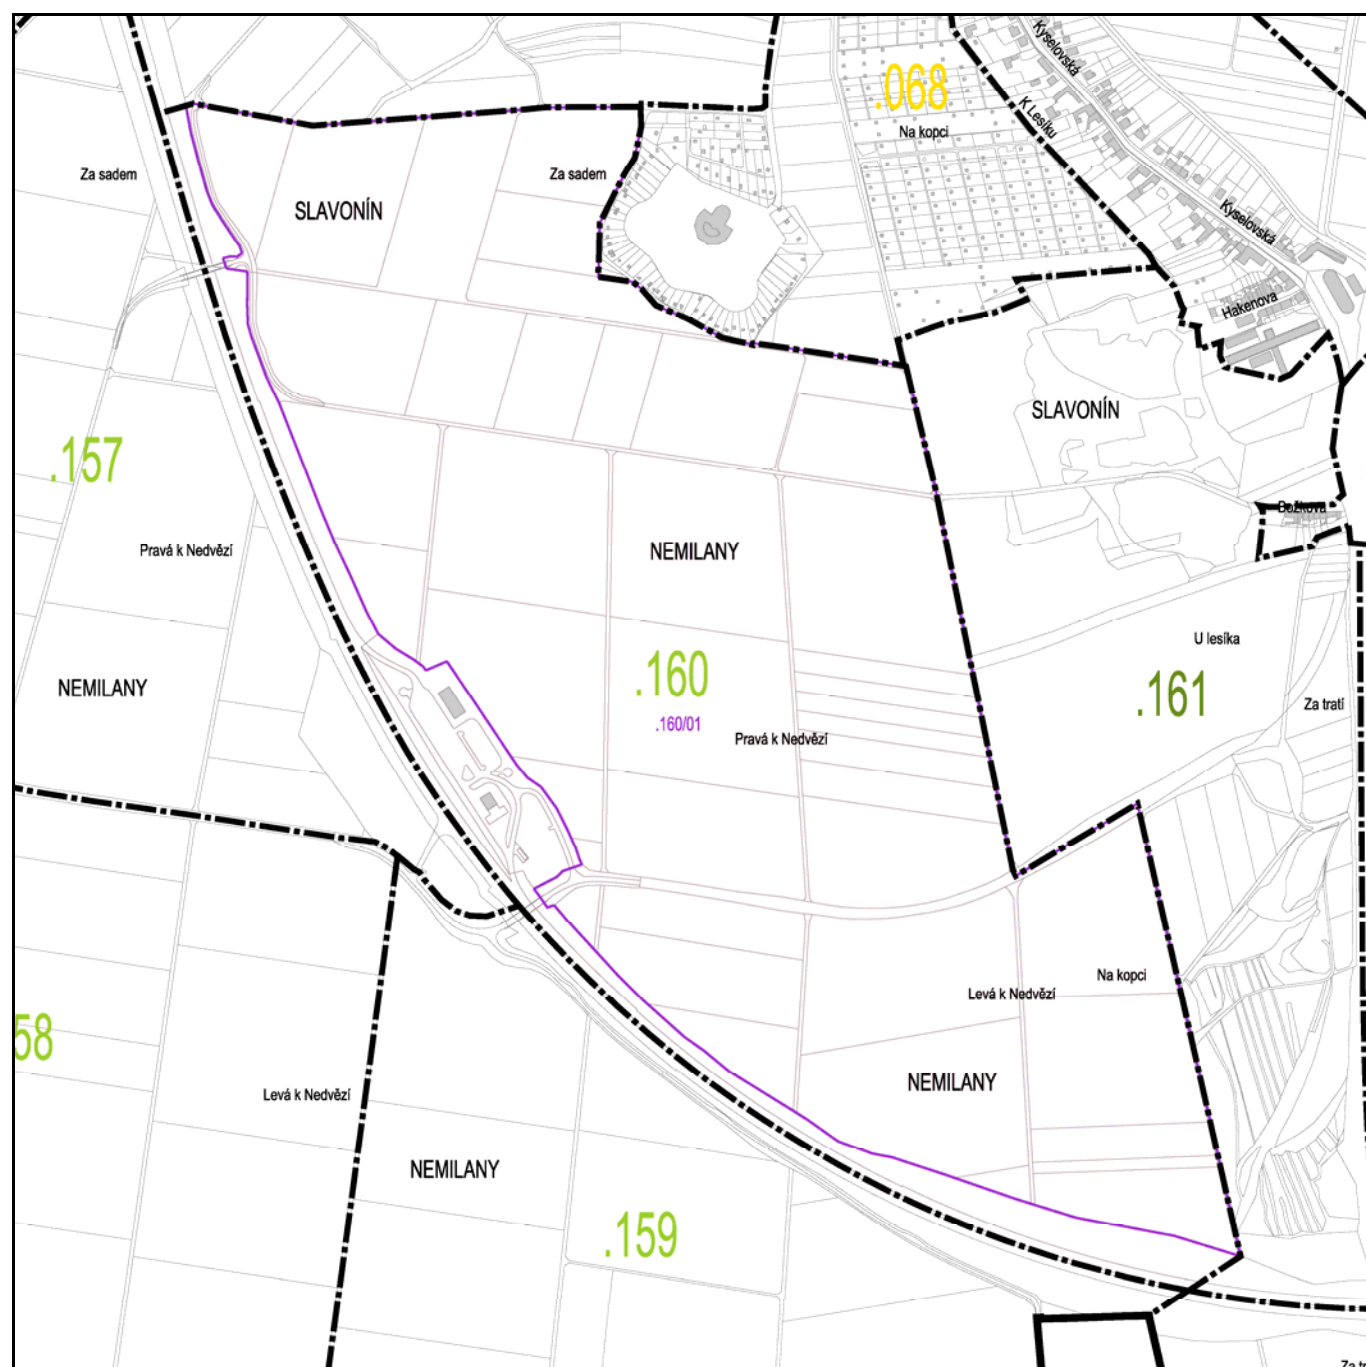 Kyselovská
.068
K Lesíku
Na kopci
Za sadem
Za sadem
SLAVONÍN
Kyselovská
Hakenova
SLAVONÍN
.157
Božkova
Pravá k Nedvězí
NEMILANY
U lesíka
.160
NEMILANY
.161
Za tratí
.160/01
Pravá k Nedvězí
Na kopci
Levá k Nedvězí
58
NEMILANY
Levá k Nedvězí
NEMILANY
.159